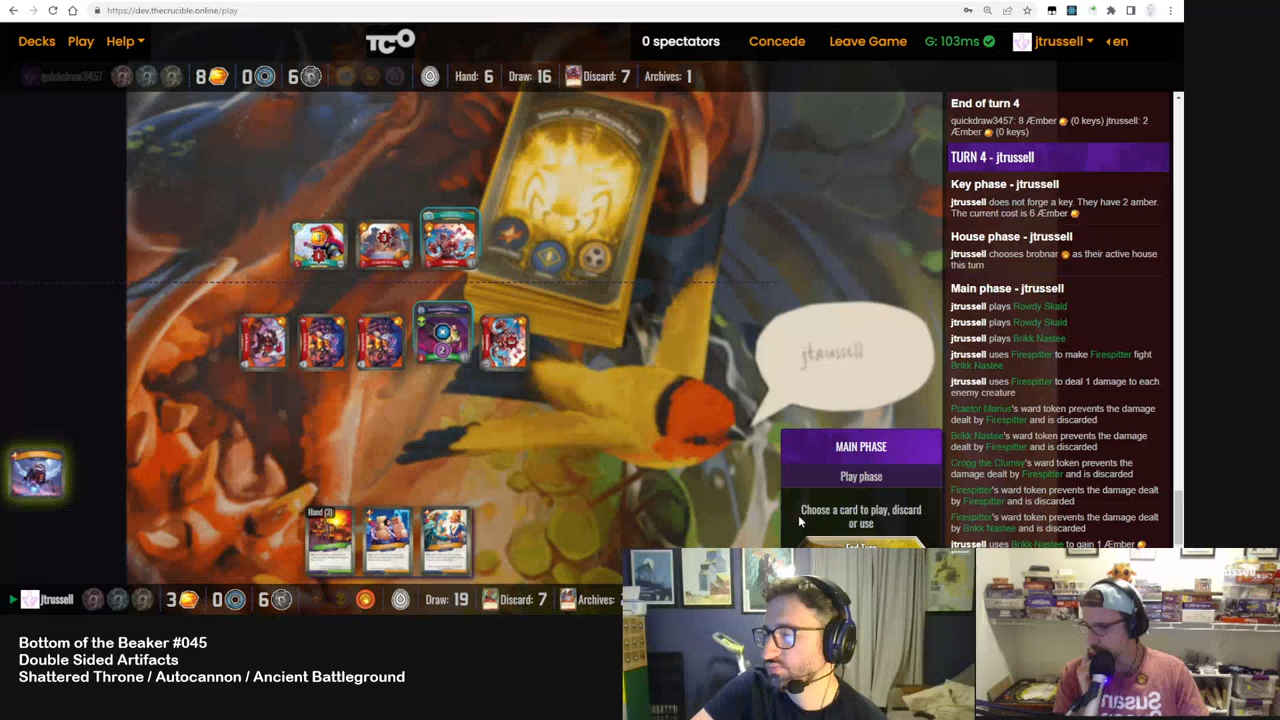 https://dev.thecrucible.online/play
Decks Play Help TCO 0 spectators Concede Leave Game G: 103ms jtrussell en
quickdraw3457 8 0 6 Hand: 6 Draw: 16 Discard: 7 Archives: 1
End of turn 4
quickdraw3457: 8 Æmber (0 keys) jtrussell: 2
Æmber (0 keys)
TURN 4 - jtrussell
Key phase - jtrussell
jtrussell does not forge a key. They have 2 amber.
The current cost is 6 Æmber
House phase - jtrussell
jtrussell chooses brobnar as their active house
this turn
Main phase - jtrussell
jtrussell plays Rowdy Skald
jtrussell plays Rowdy Skald
jtrussell plays Brikk Nastee
jtrussell uses Firespitter to make Firespitter fight
Brikk Nastee
jtrussell uses Firespitter to deal 1 damage to each
enemy creature
Praetor Marius's ward token prevents the damage
dealt by Firespitter and is discarded
Brikk Nastee's ward token prevents the damage
dealt by Firespitter and is discarded
Crogg the Clumsy's ward token prevents the
damage dealt by Firespitter and is discarded
Firespitter's ward token prevents the damage dealt
by Firespitter and is discarded
Firespitter's ward token prevents the damage dealt
by Brikk Nastee and is discarded
jtrussell uses Brikk Nastee to gain 1 Æmber
jtrussell
MAIN PHASE
Play phase
Choose a card to play, discard
or use
End Turn
Hand (3)
jtrussell 3 0 6 Draw: 19 Discard: 7 Archives:
Bottom of the Beaker #045
Double Sided Artifacts
Shattered Throne / Autocannon / Ancient Battleground